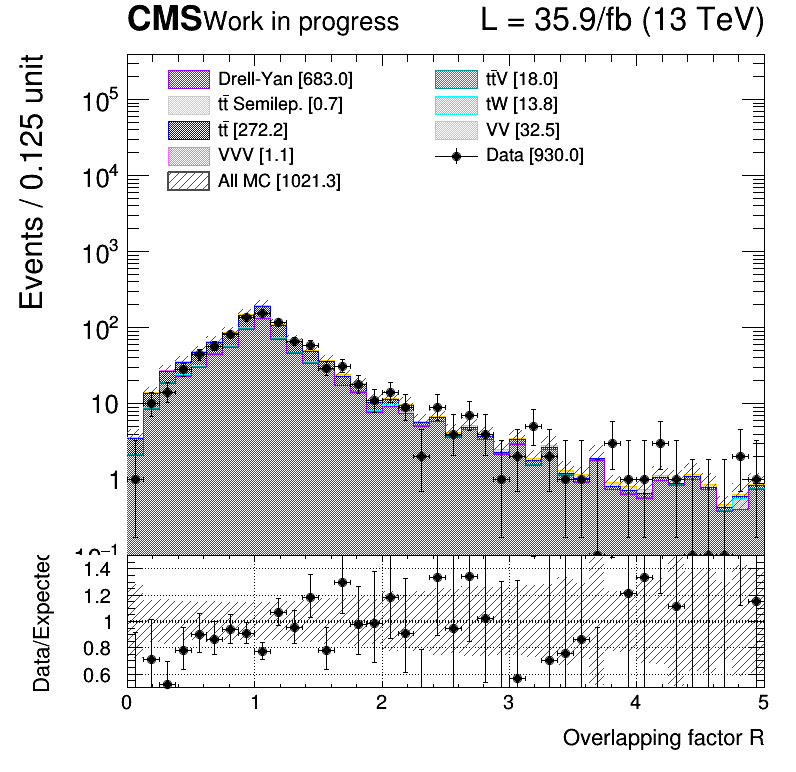 CMS Work in progress L = 35.9/fb (13 TeV)
Events / 0.125 unit
Drell-Yan [683.0]
tt̄ Semilep. [0.7]
tt̄ [272.2]
VVV [1.1]
All MC [1021.3]
tt̄V [18.0]
tW [13.8]
VV [32.5]
Data [930.0]
10⁵
10⁴
10³
10²
10
1
10⁻¹
Data/Expected
1.4
1.2
1
0.8
0.6
0 1 2 3 4 5
Overlapping factor R